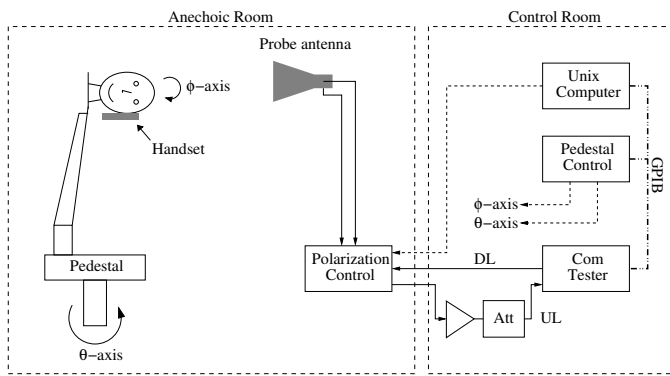 Anechoic Room
Control Room
Probe antenna
ϕ−axis
Handset
Unix
Computer
Pedestal
Control
GPIB
ϕ−axis
θ−axis
Pedestal
Polarization
Control
DL
Com
Tester
Att
UL
θ−axis